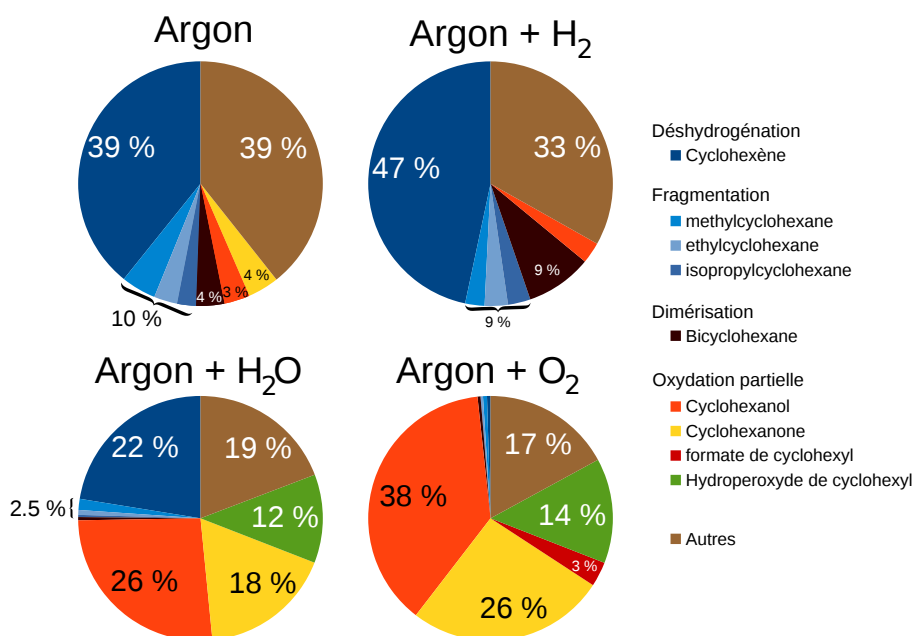 Argon
39 %
39 %
4 %
3 %
4 %
10 %
Argon + H2
47 %
33 %
9 %
9 %
Argon + H2O
22 %
19 %
2.5 %
12 %
26 %
18 %
Argon + O2
17 %
38 %
14 %
3 %
26 %
Déshydrogénation
Cyclohexène
Fragmentation
methylcyclohexane
ethylcyclohexane
isopropylcyclohexane
Dimérisation
Bicyclohexane
Oxydation partielle
Cyclohexanol
Cyclohexanone
formate de cyclohexyl
Hydroperoxyde de cyclohexyl
Autres